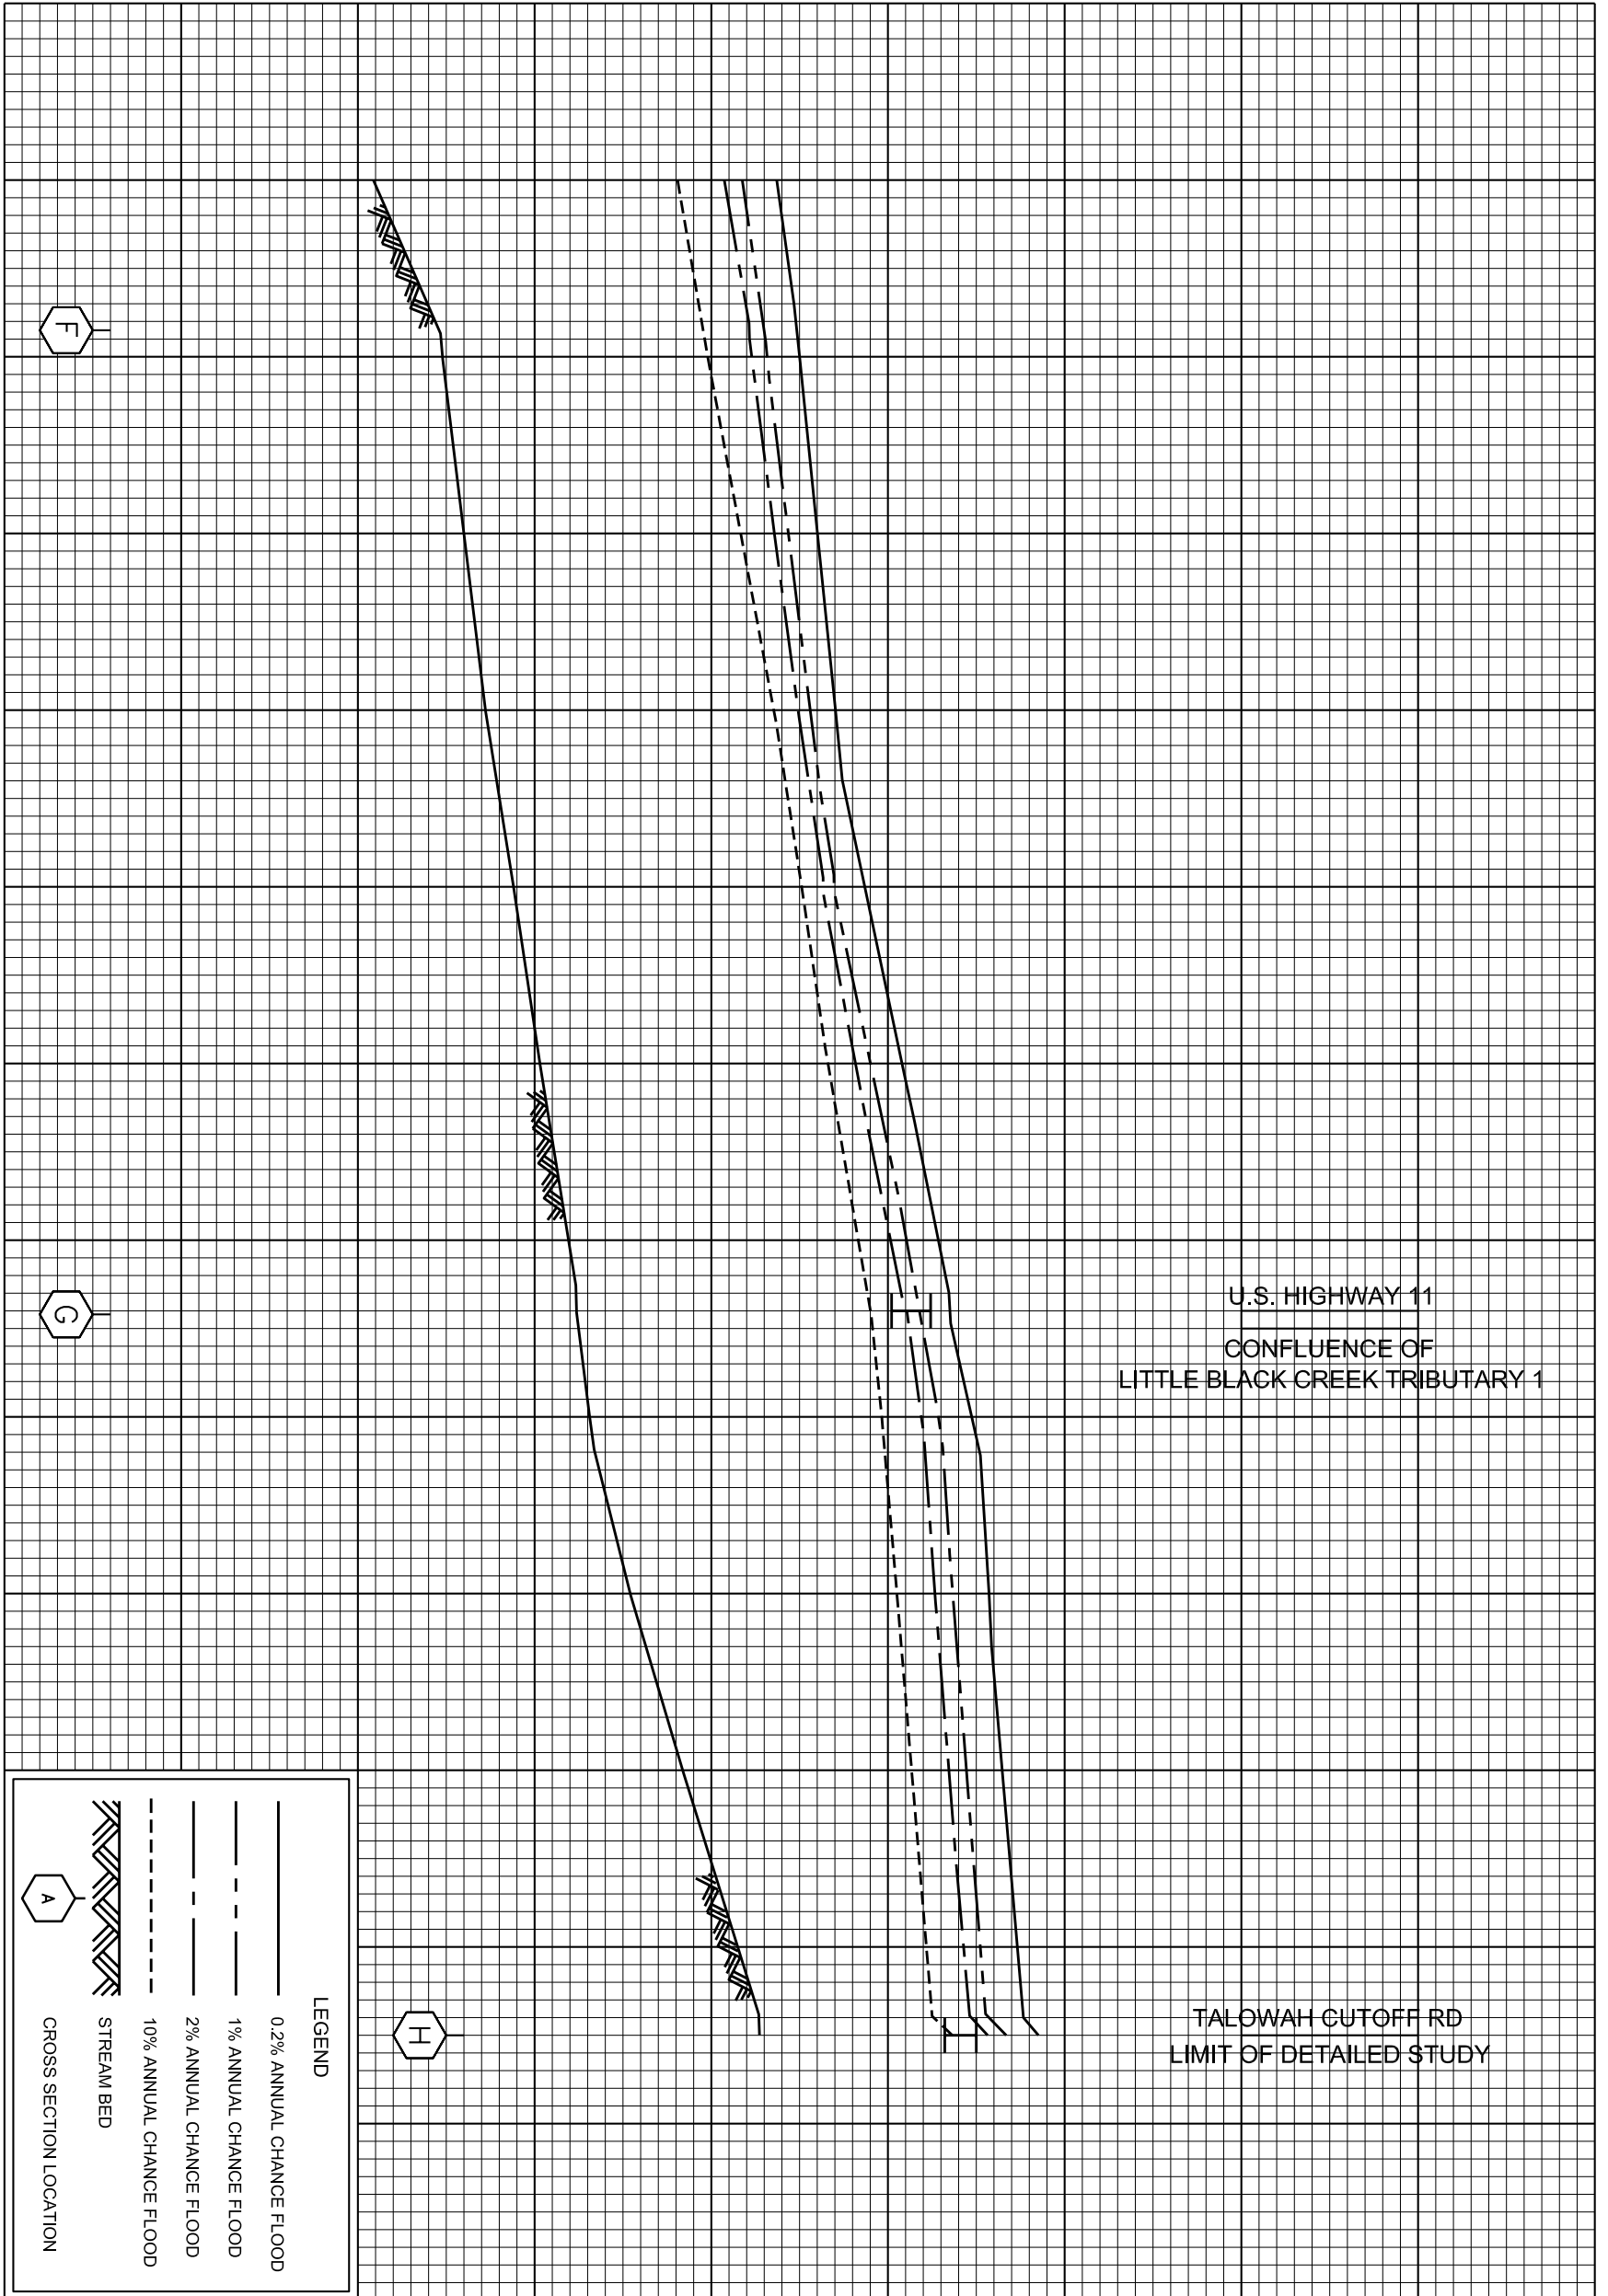 F
G
H
U.S. HIGHWAY 11
CONFLUENCE OF
LITTLE BLACK CREEK TRIBUTARY 1
TALOWAH CUTOFF RD
LIMIT OF DETAILED STUDY
LEGEND
0.2% ANNUAL CHANCE FLOOD
1% ANNUAL CHANCE FLOOD
2% ANNUAL CHANCE FLOOD
10% ANNUAL CHANCE FLOOD
STREAM BED
A
CROSS SECTION LOCATION